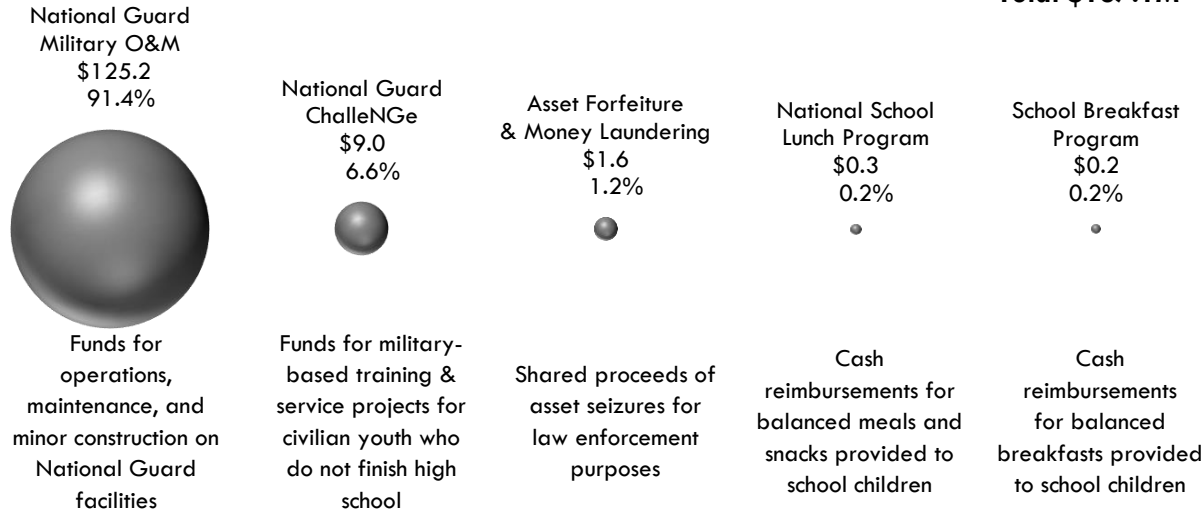 Total
National Guard
Military O&M
$125.2
91.4%
National Guard
ChalleNGe
$9.0
6.6%
Asset Forfeiture
& Money Laundering
$1.6
1.2%
National School
Lunch Program
$0.3
0.2%
School Breakfast
Program
$0.2
0.2%
Funds for
operations,
maintenance, and
minor construction on
National Guard
facilities
Funds for military-
based training &
service projects for
civilian youth who
do not finish high
school
Shared proceeds of
asset seizures for
law enforcement
purposes
Cash
reimbursements for
balanced meals and
snacks provided to
school children
Cash
reimbursements
for balanced
breakfasts provided
to school children